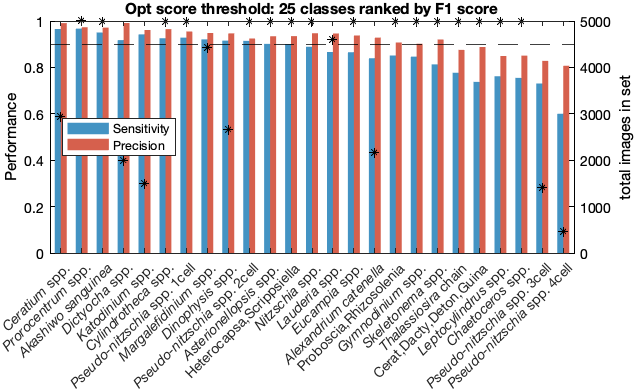 Opt score threshold: 25 classes ranked by F1 score
1
0.8
0.6
0.4
0.2
0
Performance
Sensitivity
Precision
5000
4000
3000
2000
1000
0
total images in set
Ceratium spp.
Prorocentrum spp.
Akashiwo sanguinea
Dictyocha spp.
Katodinium spp.
Cylindrotheca spp.
Pseudo-nitzschia spp. 1cell
Margalefidinium spp.
Dinophysis spp.
Pseudo-nitzschia spp. 2cell
Asterionellopsis spp.
Heterocapsa, Scrippsiella
Nitzschia spp.
Lauderia spp.
Eucampia spp.
Alexandrium catenella
Proboscia, Rhizosolenia
Gymnodinium spp.
Skeletonema spp.
Thalassiosira chain
Cerat, Dacty, Deton, Guina
Leptocylindrus spp.
Chaetoceros spp.
Pseudo-nitzschia spp. 3cell
Pseudo-nitzschia spp. 4cell